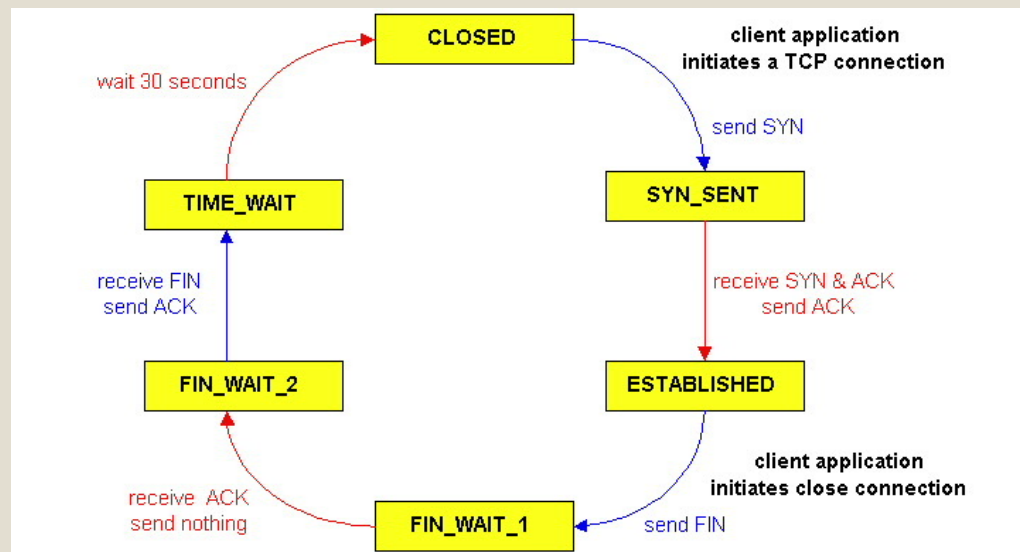 CLOSED
client application
initiates a TCP connection
wait 30 seconds
send SYN
TIME_WAIT
SYN_SENT
receive FIN
send ACK
receive SYN & ACK
send ACK
FIN_WAIT_2
ESTABLISHED
client application
initiates close connection
receive ACK
send nothing
FIN_WAIT_1
send FIN